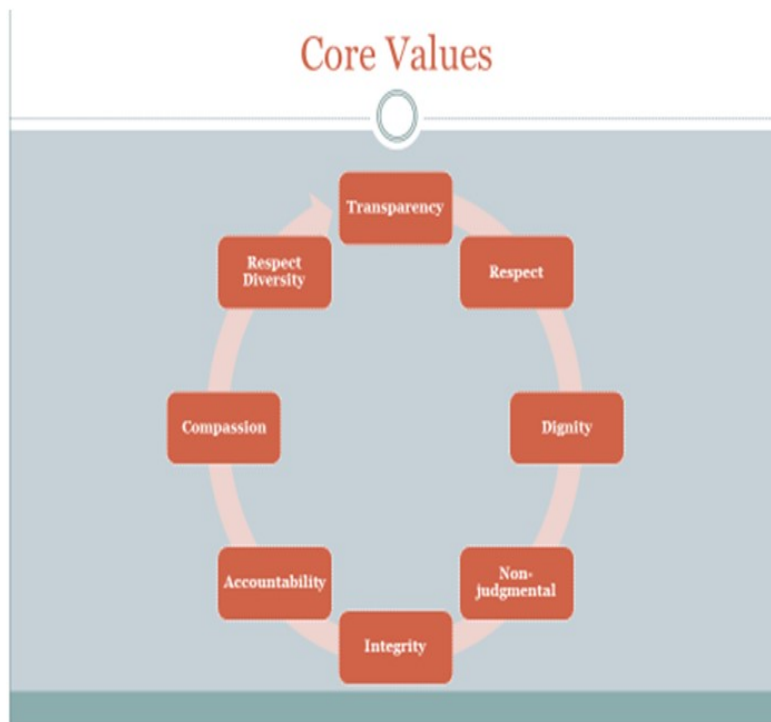 Core Values
Transparency
Respect
Dignity
Non-
judgmental
Integrity
Accountability
Compassion
Respect
Diversity